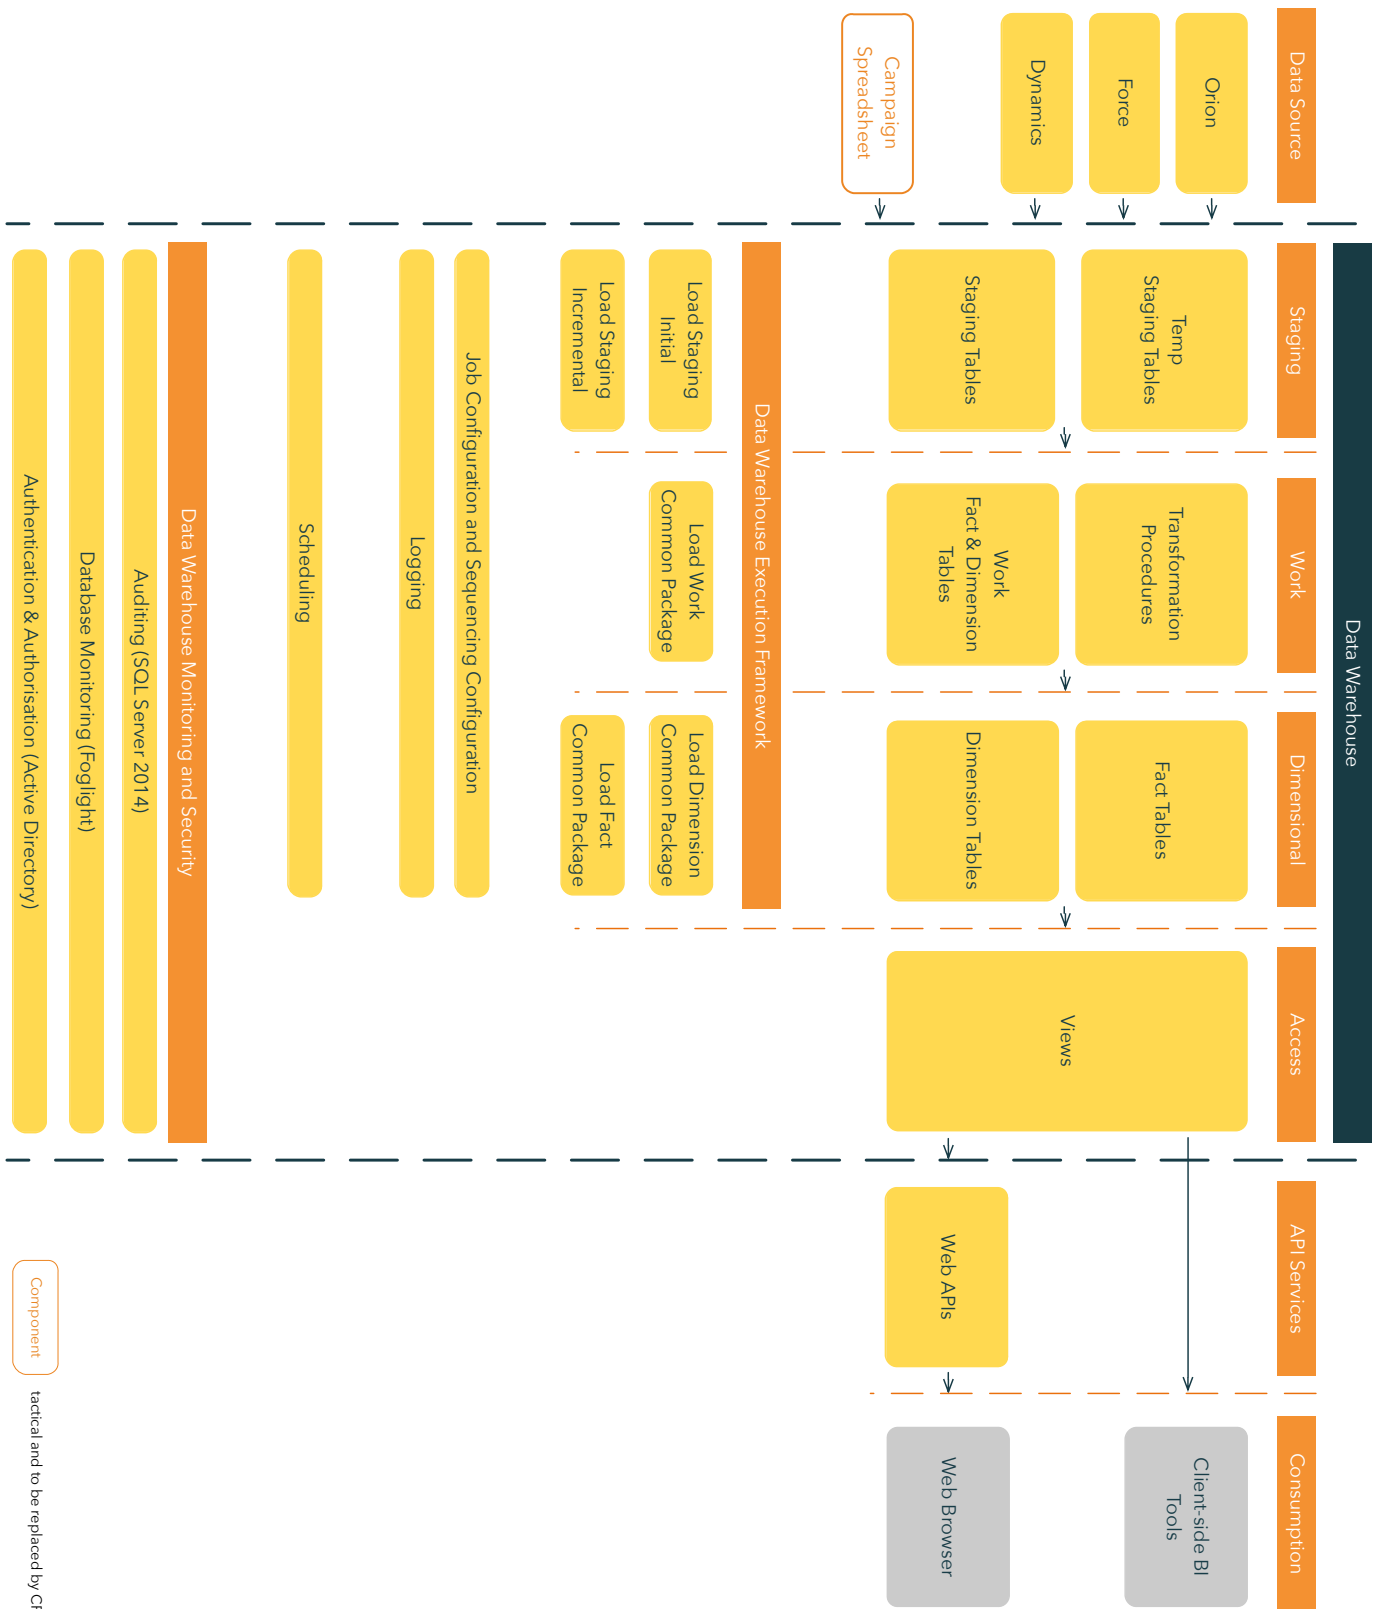 Data Warehouse
Data Source
Staging
Work
Dimensional
Access
API Services
Consumption
Orion
Force
Dynamics
Campaign
Spreadsheet
Temp
Staging Tables
Staging Tables
Transformation
Procedures
Work
Fact & Dimension
Tables
Fact Tables
Dimension Tables
Views
Web APIs
Client-side BI
Tools
Web Browser
Data Warehouse Execution Framework
Load Staging
Initial
Load Staging
Incremental
Load Work
Common Package
Load Dimension
Common Package
Load Fact
Common Package
Job Configuration and Sequencing Configuration
Logging
Scheduling
Data Warehouse Monitoring and Security
Auditing (SQL Server 2014)
Database Monitoring (Foglight)
Authentication & Authorisation (Active Directory)
Component
tactical and to be replaced by